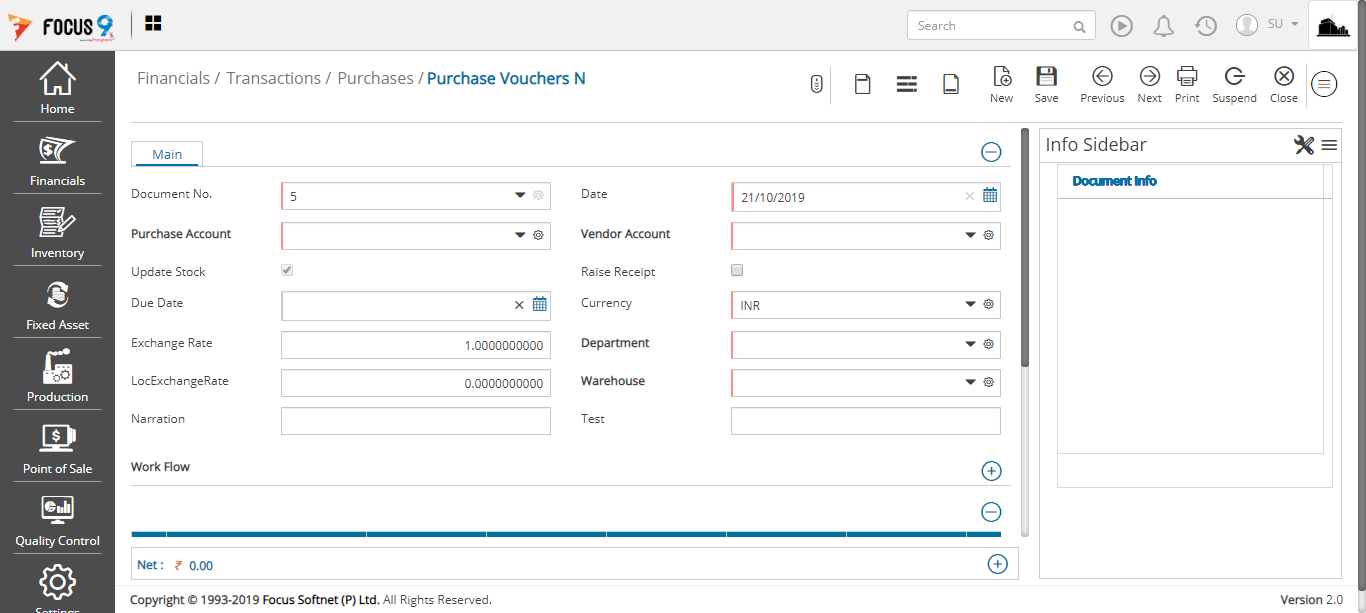 FOCUS 9
Search
SU
Home
Financials
Inventory
Fixed Asset
Production
Point of Sale
Quality Control
Settings
Financials / Transactions / Purchases / Purchase Vouchers N
New
Save
Previous
Next
Print
Suspend
Close
Main
Document No.
5
Date
21/10/2019
Purchase Account
Vendor Account
Update Stock
Raise Receipt
Due Date
Currency
INR
Exchange Rate
1.0000000000
Department
LocExchangeRate
0.0000000000
Warehouse
Narration
Test
Work Flow
Net : ₹ 0.00
Info Sidebar
Document Info
Copyright © 1993-2019 Focus Softnet (P) Ltd. All Rights Reserved.
Version 2.0